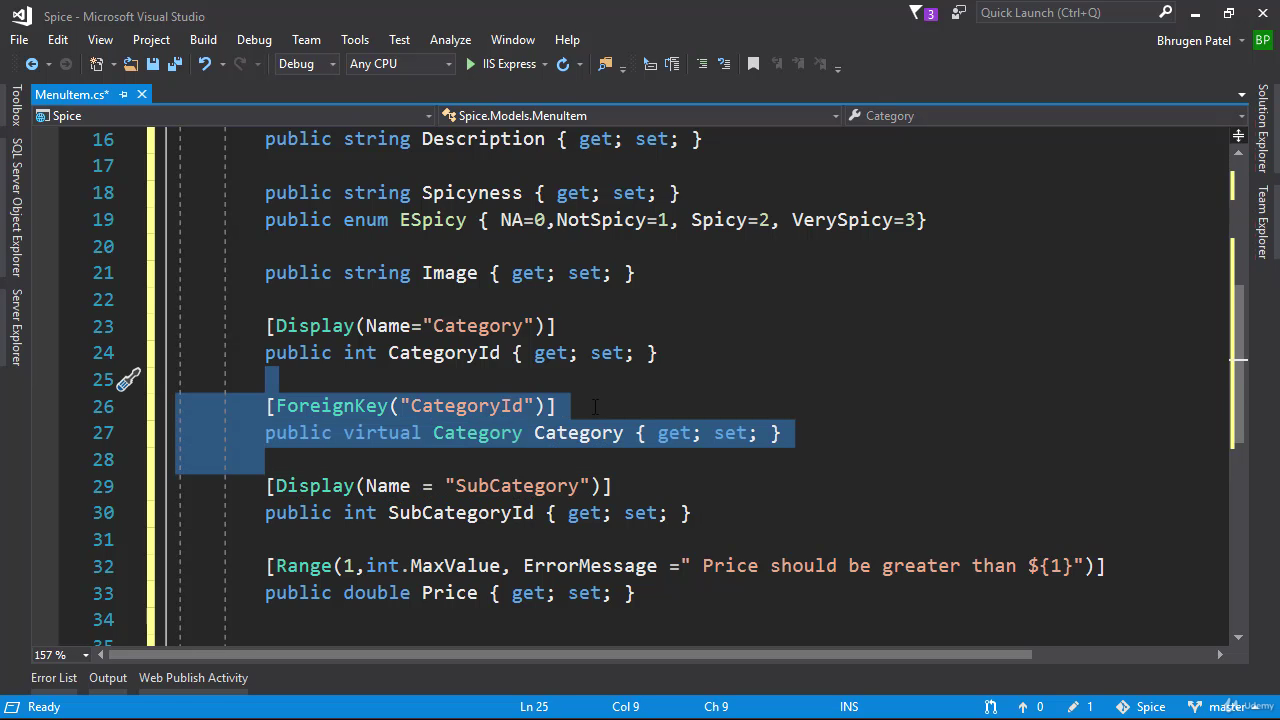 Spice - Microsoft Visual Studio
3
Quick Launch (Ctrl+Q)
File Edit View Project Build Debug Team Tools Test Analyze Window Help
Bhrugen Patel BP
Debug Any CPU IIS Express
MenuItem.cs*
Spice Spice.Models.MenuItem Category
Toolbox
SQL Server Object Explorer
Server Explorer
16 public string Description { get; set; }
17
18 public string Spicyness { get; set; }
19 public enum ESpicy { NA=0,NotSpicy=1, Spicy=2, VerySpicy=3}
20
21 public string Image { get; set; }
22
23 [Display(Name="Category")]
24 public int CategoryId { get; set; }
25
26 [ForeignKey("CategoryId")]
27 public virtual Category Category { get; set; }
28
29 [Display(Name = "SubCategory")]
30 public int SubCategoryId { get; set; }
31
32 [Range(1,int.MaxValue, ErrorMessage =" Price should be greater than ${1}")]
33 public double Price { get; set; }
34
35
Solution Explorer
Team Explorer
157 %
Error List Output Web Publish Activity
Ready Ln 25 Col 9 Ch 9 INS 0 1 Spice master
Udemy